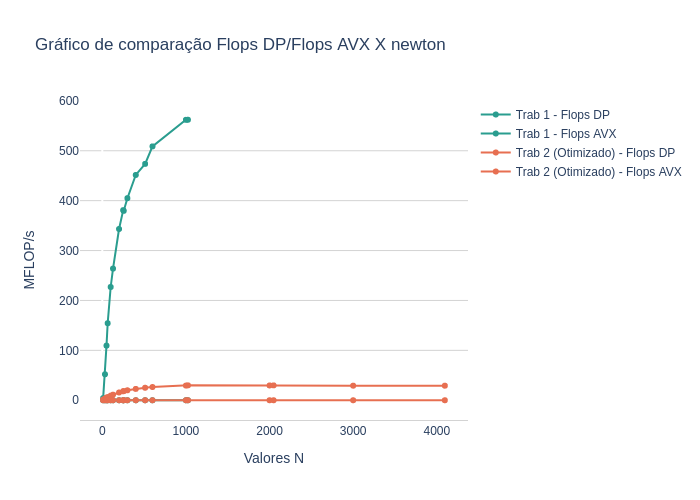 Gráfico de comparação Flops DP/Flops AVX X newton
600
500
400
300
200
100
0
MFLOP/s
0
1000
2000
3000
4000
Valores N
Trab 1 - Flops DP
Trab 1 - Flops AVX
Trab 2 (Otimizado) - Flops DP
Trab 2 (Otimizado) - Flops AVX